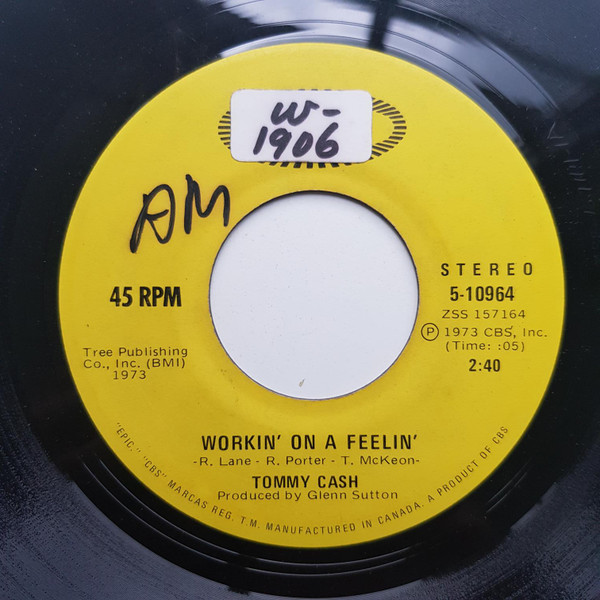 W-
1906
AM
45 RPM
Tree Publishing
Co., Inc. (BMI)
1973
STEREO
5-10964
ZSS 157164
Ⓟ 1973 CBS, Inc.
(Time: :05)
2:40
WORKIN' ON A FEELIN'
-R. Lane - R. Porter - T. McKeon-
TOMMY CASH
Produced by Glenn Sutton
"EPIC," "CBS" MARCAS REG. T.M. MANUFACTURED IN CANADA. A PRODUCT OF CBS